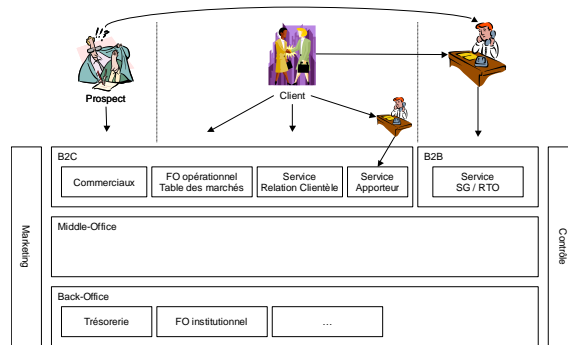 !!?
Prospect
Client
B2C
B2B
Commerciaux
FO opérationnel
Table des marchés
Service
Relation Clientèle
Service
Apporteur
Service
SG / RTO
Marketing
Contrôle
Middle-Office
Back-Office
Trésorerie
FO institutionnel
...